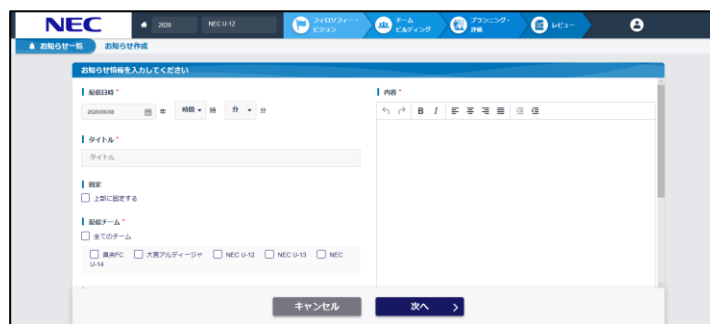 NEC
2020
NEC U-12
フィロソフィー・
ビジョン
チーム
ビルディング
プランニング・
評価
レビュー
お知らせ一覧
お知らせ作成
お知らせ情報を入力してください
配信日時 *
2020/06/03 年 時間 時 分 分
タイトル *
タイトル
固定
上部に固定する
配信チーム *
全てのチーム
FC 大宮アルディージャ NEC U-12 NEC U-13 NEC
U-14
内容 *
B I
キャンセル
次へ